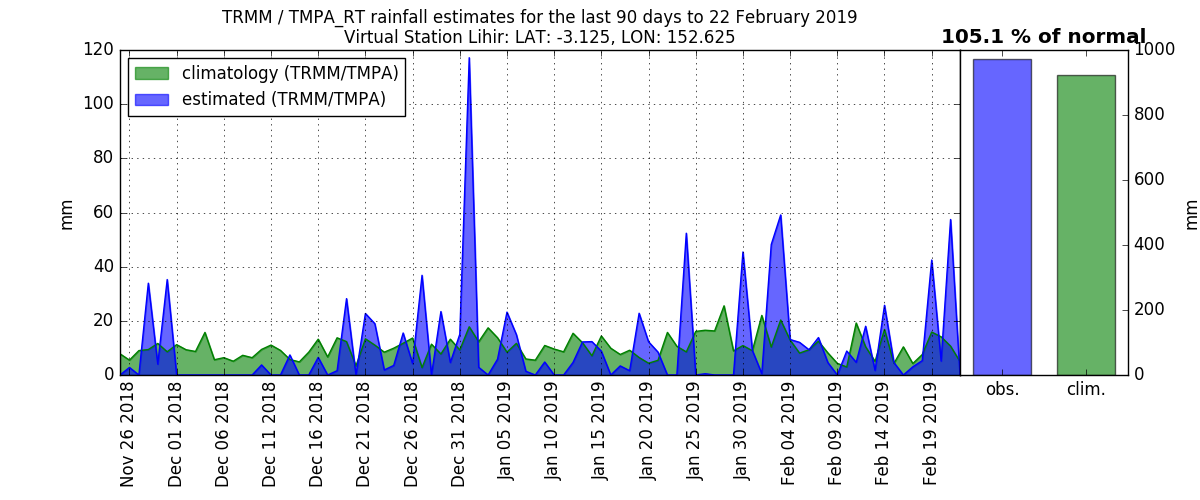 TRMM / TMPA_RT rainfall estimates for the last 90 days to 22 February 2019
Virtual Station Lihir: LAT: -3.125, LON: 152.625
105.1 % of normal
climatology (TRMM/TMPA)
estimated (TRMM/TMPA)
mm
120
100
80
60
40
20
0
Nov 26 2018
Dec 01 2018
Dec 06 2018
Dec 11 2018
Dec 16 2018
Dec 21 2018
Dec 26 2018
Dec 31 2018
Jan 05 2019
Jan 10 2019
Jan 15 2019
Jan 20 2019
Jan 25 2019
Jan 30 2019
Feb 04 2019
Feb 09 2019
Feb 14 2019
Feb 19 2019
1000
800
600
400
200
0
mm
obs.
clim.